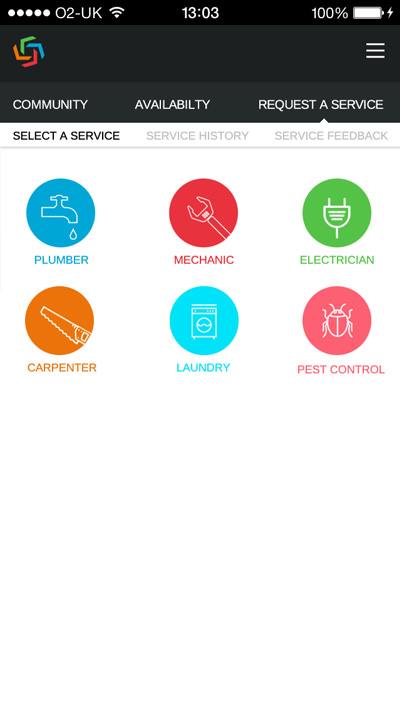 O2-UK 13:03 100%
COMMUNITY AVAILABILTY REQUEST A SERVICE
SELECT A SERVICE SERVICE HISTORY SERVICE FEEDBACK
PLUMBER MECHANIC ELECTRICIAN
CARPENTER LAUNDRY PEST CONTROL